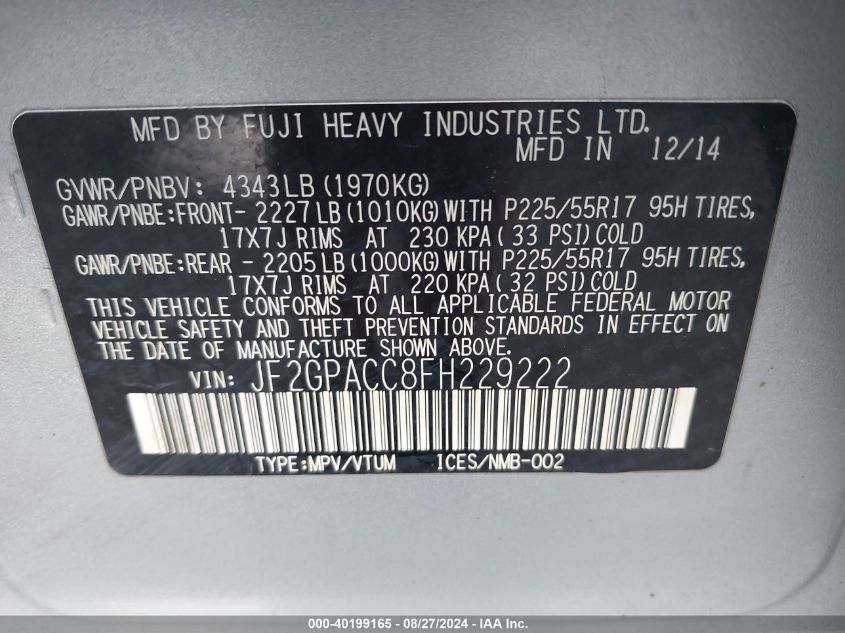 MFD BY FUJI HEAVY INDUSTRIES LTD.
MFD IN 12/14
GVWR/PNBV: 4343LB (1970KG)
GAWR/PNBE:FRONT- 2227LB (1010KG) WITH P225/55R17 95H TIRES,
17X7J RIMS AT 230 KPA ( 33 PSI) COLD
GAWR/PNBE:REAR - 2205LB (1000KG) WITH P225/55R17 95H TIRES,
17X7J RIMS AT 220 KPA ( 32 PSI) COLD
THIS VEHICLE CONFORMS TO ALL APPLICABLE FEDERAL MOTOR
VEHICLE SAFETY AND THEFT PREVENTION STANDARDS IN EFFECT ON
THE DATE OF MANUFACTURE SHOWN ABOVE.
VIN: JF2GPACC8FH229222
TYPE:MPV/VTUM ICES/NMB-002
000-40199165 - 08/27/2024 - IAA Inc.